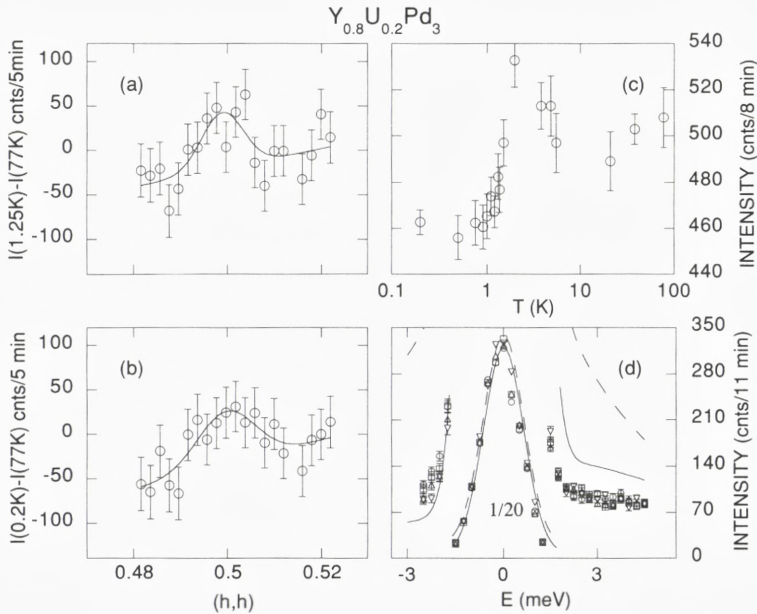 Y0.8U0.2Pd3
I(1.25K)-I(77K) cnts/5min
100
50
0
-50
-100
(a)
(c)
540
520
500
480
460
440
INTENSITY (cnts/8 min)
0.1
1
10
100
T (K)
I(0.2K)-I(77K) cnts/5 min
100
50
0
-50
-100
(b)
(d)
1/20
350
280
210
140
70
0
INTENSITY (cnts/11 min)
0.48
0.5
0.52
(h,h)
-3
0
3
E (meV)